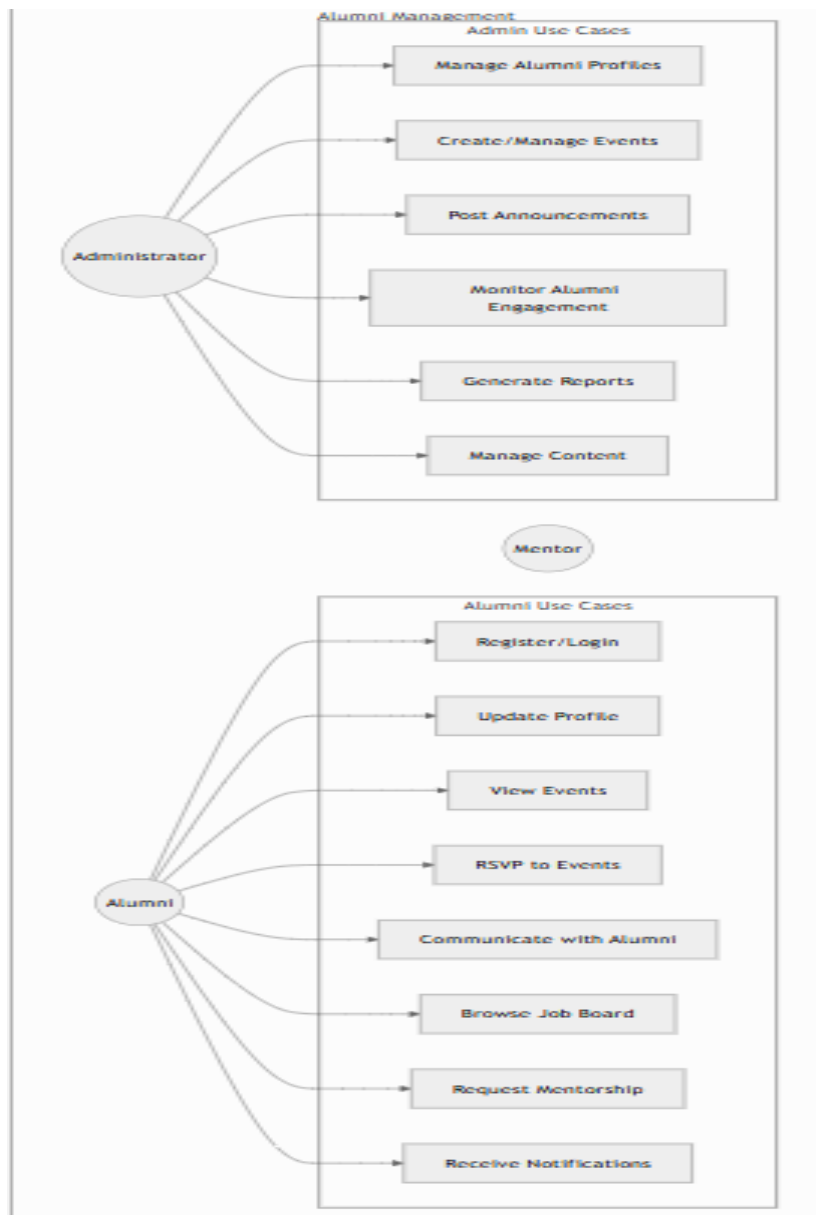 Alumni Management
Admin Use Cases
Manage Alumni Profiles
Create/Manage Events
Post Announcements
Administrator
Monitor Alumni
Engagement
Generate Reports
Manage Content
Mentor
Alumni Use Cases
Register/Login
Update Profile
View Events
RSVP to Events
Alumni
Communicate with Alumni
Browse Job Board
Request Mentorship
Receive Notifications